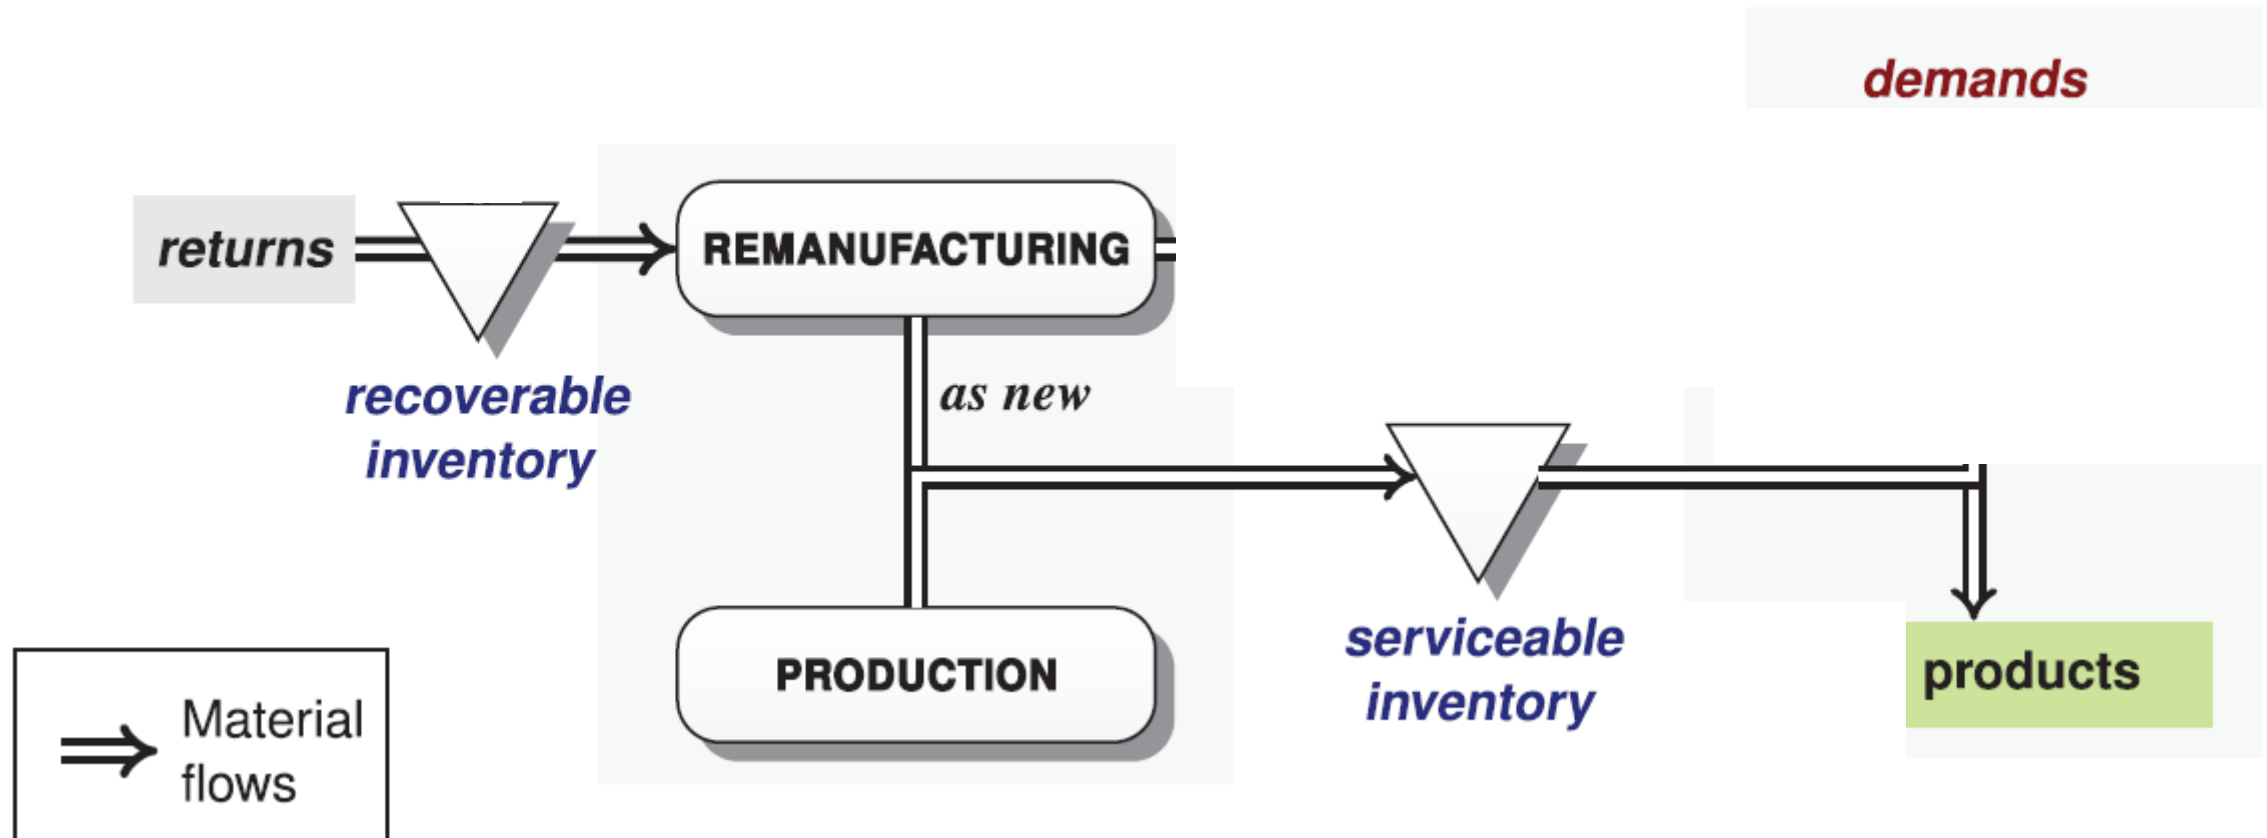 demands
returns
REMANUFACTURING
recoverable
inventory
as new
serviceable
inventory
PRODUCTION
products
Material
flows